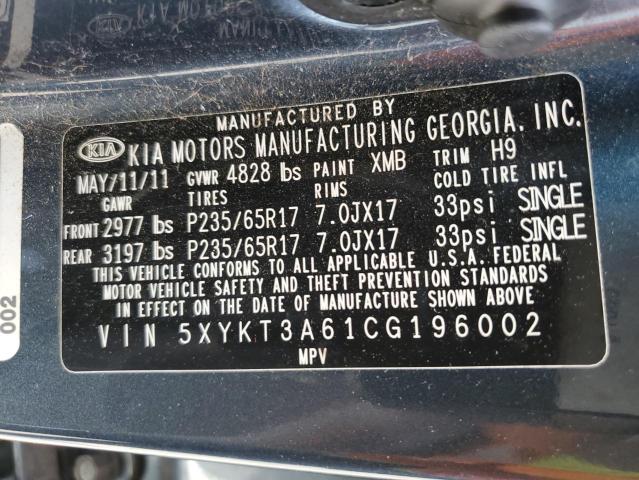 MANUFACTURED BY
KIA KIA MOTORS MANUFACTURING GEORGIA, INC.
MAY/11/11 GVWR 4828 lbs PAINT XMB TRIM H9
GAWR TIRES RIMS COLD TIRE INFL
FRONT 2977 lbs P235/65R17 7.0JX17 33psi SINGLE
REAR 3197 lbs P235/65R17 7.0JX17 33psi SINGLE
THIS VEHICLE CONFORMS TO ALL APPLICABLE U.S.A. FEDERAL
MOTOR VEHICLE SAFETY AND THEFT PREVENTION STANDARDS
IN EFFECT ON THE DATE OF MANUFACTURE SHOWN ABOVE
VIN 5XYKT3A61CG196002
MPV
002